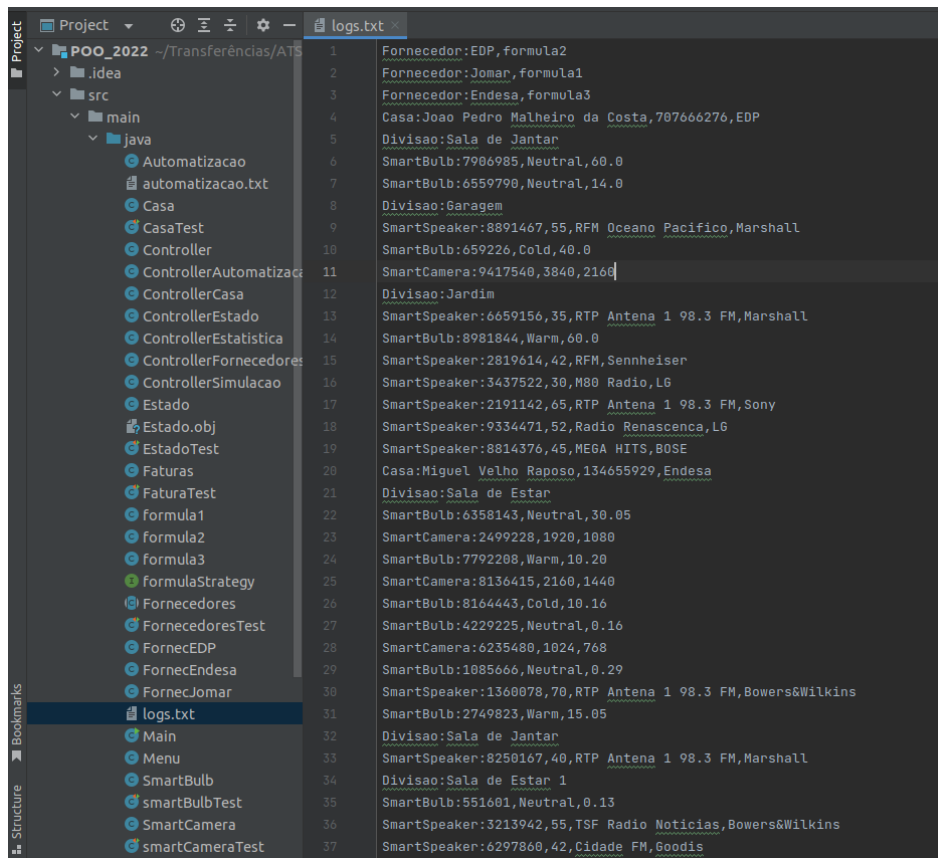 Project
Project
logs.txt
POO_2022 ~/Transferências/ATS
.idea
src
main
java
Automatizacao
automatizacao.txt
Casa
CasaTest
Controller
ControllerAutomatizaca
ControllerCasa
ControllerEstado
ControllerEstatistica
ControllerFornecedores
ControllerSimulacao
Estado
Estado.obj
EstadoTest
Faturas
FaturaTest
formula1
formula2
formula3
formulaStrategy
Fornecedores
FornecedoresTest
FornecEDP
FornecEndesa
FornecJomar
logs.txt
Main
Menu
SmartBulb
smartBulbTest
SmartCamera
smartCameraTest
Bookmarks
Structure
1 Fornecedor:EDP,formula2
2 Fornecedor:Jomar,formula1
3 Fornecedor:Endesa,formula3
4 Casa:Joao Pedro Malheiro da Costa,707666276,EDP
5 Divisao:Sala de Jantar
6 SmartBulb:7906985,Neutral,60.0
7 SmartBulb:6559790,Neutral,14.0
8 Divisao:Garagem
9 SmartSpeaker:8891467,55,RFM Oceano Pacifico,Marshall
10 SmartBulb:659226,Cold,40.0
11 SmartCamera:9417540,3840,2160
12 Divisao:Jardim
13 SmartSpeaker:6659156,35,RTP Antena 1 98.3 FM,Marshall
14 SmartBulb:8981844,Warm,60.0
15 SmartSpeaker:2819614,42,RFM,Sennheiser
16 SmartSpeaker:3437522,30,M80 Radio,LG
17 SmartSpeaker:2191142,65,RTP Antena 1 98.3 FM,Sony
18 SmartSpeaker:9334471,52,Radio Renascenca,LG
19 SmartSpeaker:8814376,45,MEGA HITS,BOSE
20 Casa:Miguel Velho Raposo,134655929,Endesa
21 Divisao:Sala de Estar
22 SmartBulb:6358143,Neutral,30.05
23 SmartCamera:2499228,1920,1080
24 SmartBulb:7792208,Warm,10.20
25 SmartCamera:8136415,2160,1440
26 SmartBulb:8164443,Cold,10.16
27 SmartBulb:4229225,Neutral,0.16
28 SmartCamera:6235480,1024,768
29 SmartBulb:1085666,Neutral,0.29
30 SmartSpeaker:1360078,70,RTP Antena 1 98.3 FM,Bowers&Wilkins
31 SmartBulb:2749823,Warm,15.05
32 Divisao:Sala de Jantar
33 SmartSpeaker:8250167,40,RTP Antena 1 98.3 FM,Marshall
34 Divisao:Sala de Estar 1
35 SmartBulb:551601,Neutral,0.13
36 SmartSpeaker:3213942,55,TSF Radio Noticias,Bowers&Wilkins
37 SmartSpeaker:6297860,42,Cidade FM,Goodis